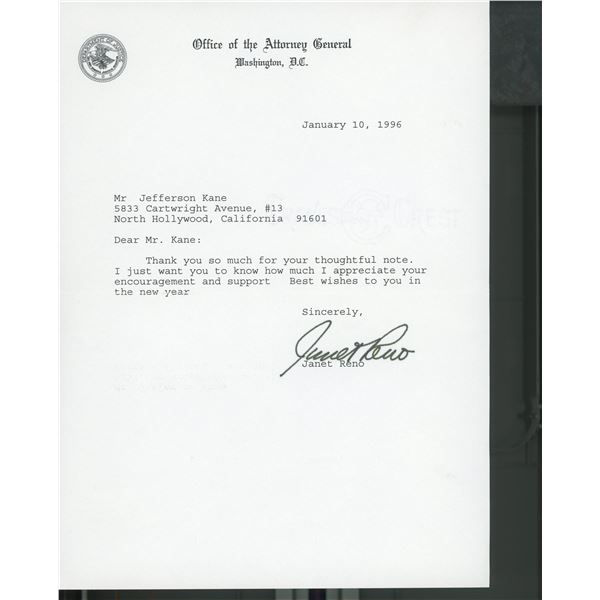 Office of the Attorney General
Washington, D.C.
January 10, 1996
Mr Jefferson Kane
5833 Cartwright Avenue, #13
North Hollywood, California 91601
Dear Mr. Kane:
Thank you so much for your thoughtful note.
I just want you to know how much I appreciate your
encouragement and support Best wishes to you in
the new year
Sincerely,
Janet Reno
Janet Reno